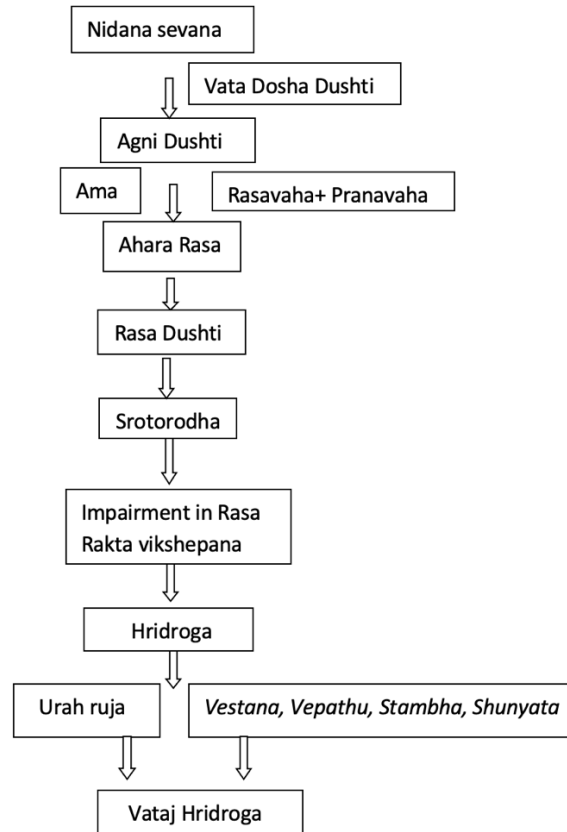 Nidana sevana
Vata Dosha Dushti
Agni Dushti
Ama
Rasavaha+ Pranavaha
Ahara Rasa
Rasa Dushti
Srotorodha
Impairment in Rasa
Rakta vikshepana
Hridroga
Urah ruja
Vestana, Vepathu, Stambha, Shunyata
Vataj Hridroga